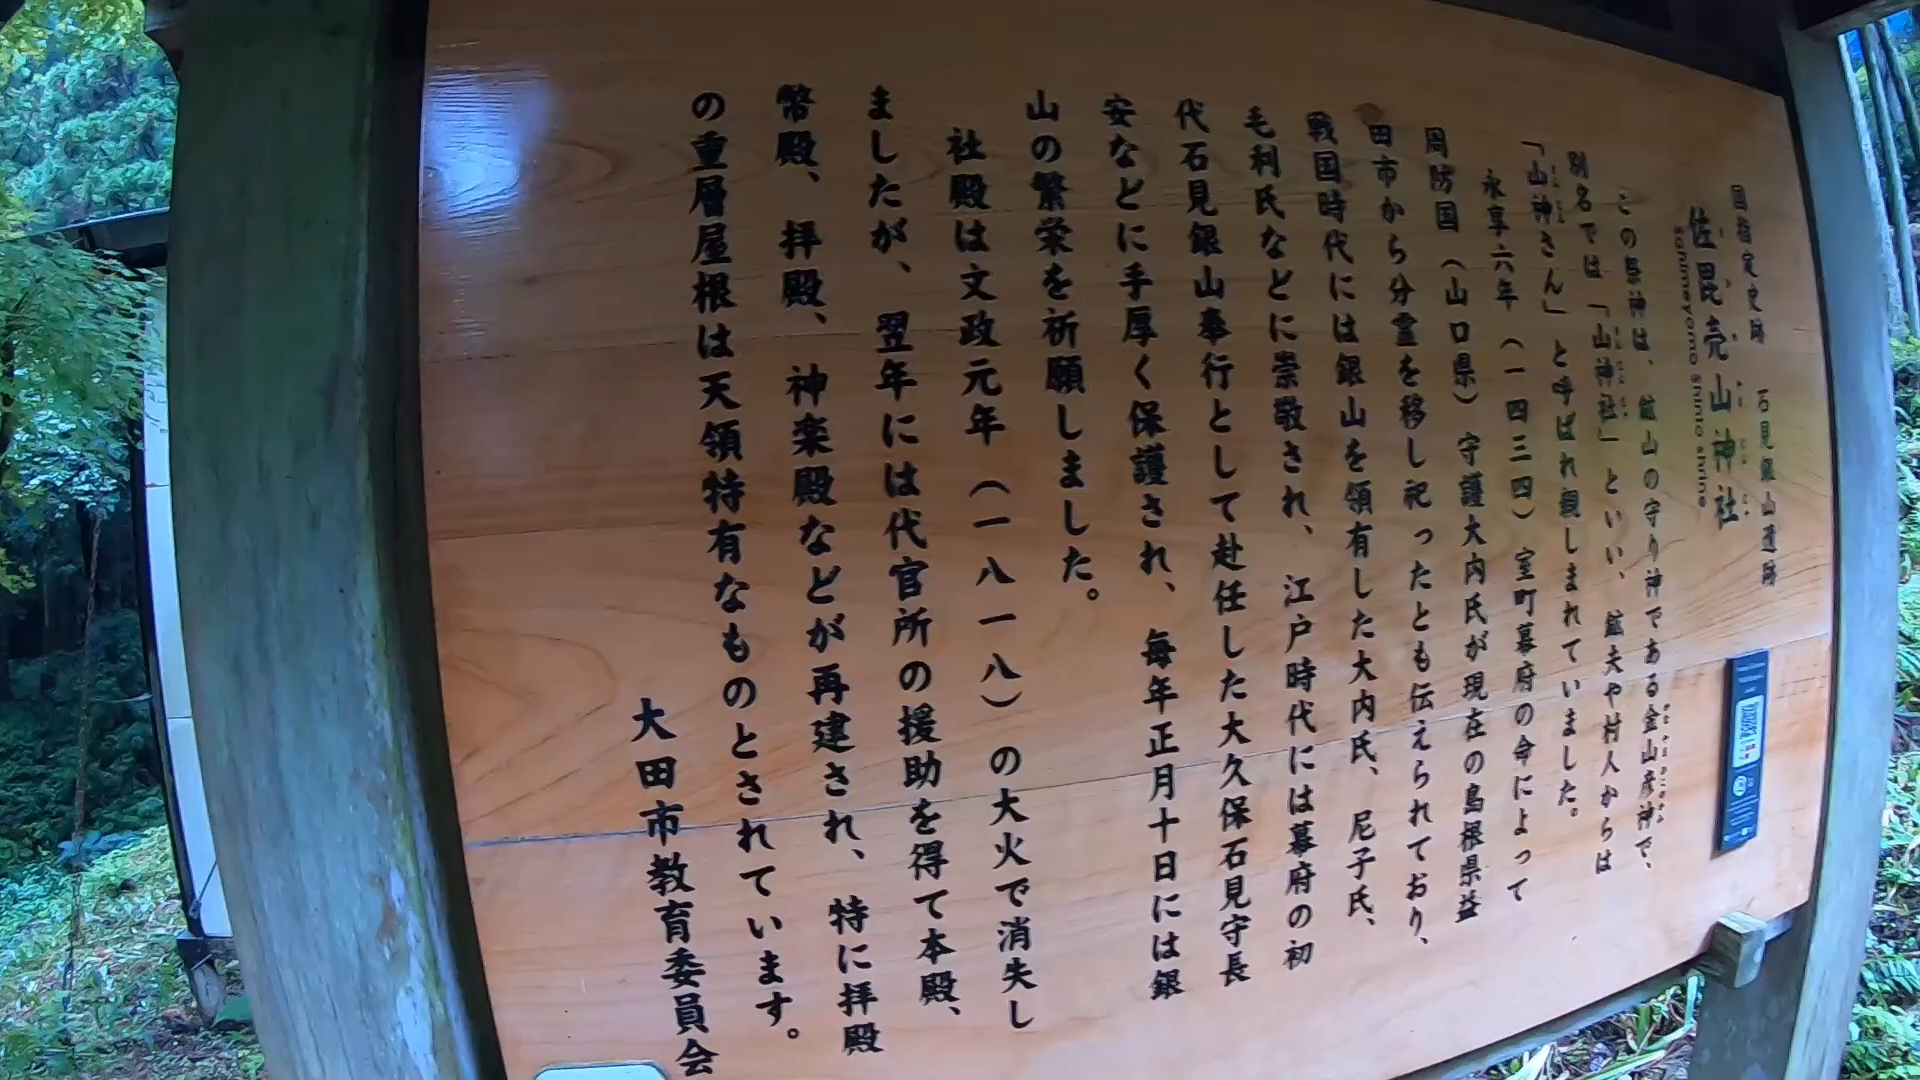 国指定史跡　石見銀山遺跡
佐毘売山神社
sahimeyama shinto shrine
この祭神は、鉱山の守り神である金山彦神で、
別名では「山神社」といい、鉱夫や村人からは
「山神さん」と呼ばれ親しまれていました。
永享六年（一四三四）室町幕府の命によって
周防国（山口県）守護大内氏が現在の島根県益
田市から分霊を移し祀ったとも伝えられており、
戦国時代には銀山を領有した大内氏、尼子氏、
毛利氏などに崇敬され、江戸時代には幕府の初
代石見銀山奉行として赴任した大久保石見守長
安などに手厚く保護され、毎年正月十日には銀
山の繁栄を祈願しました。
社殿は文政元年（一八一八）の大火で消失し
ましたが、翌年には代官所の援助を得て本殿、
幣殿、拝殿、神楽殿などが再建され、特に拝殿
の重層屋根は天領特有なものとされています。
大田市教育委員会